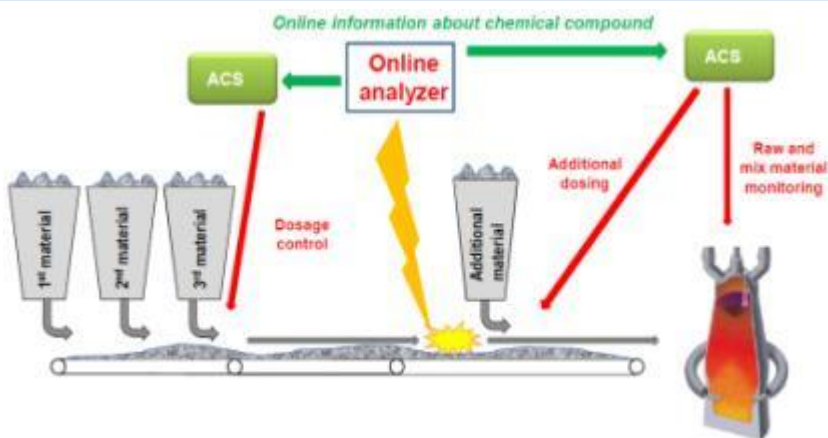 Online information about chemical compound
ACS
Online
analyzer
ACS
Additional
dosing
Raw and
mix material
monitoring
1st material
2nd material
3rd material
Dosage
control
Additional
material